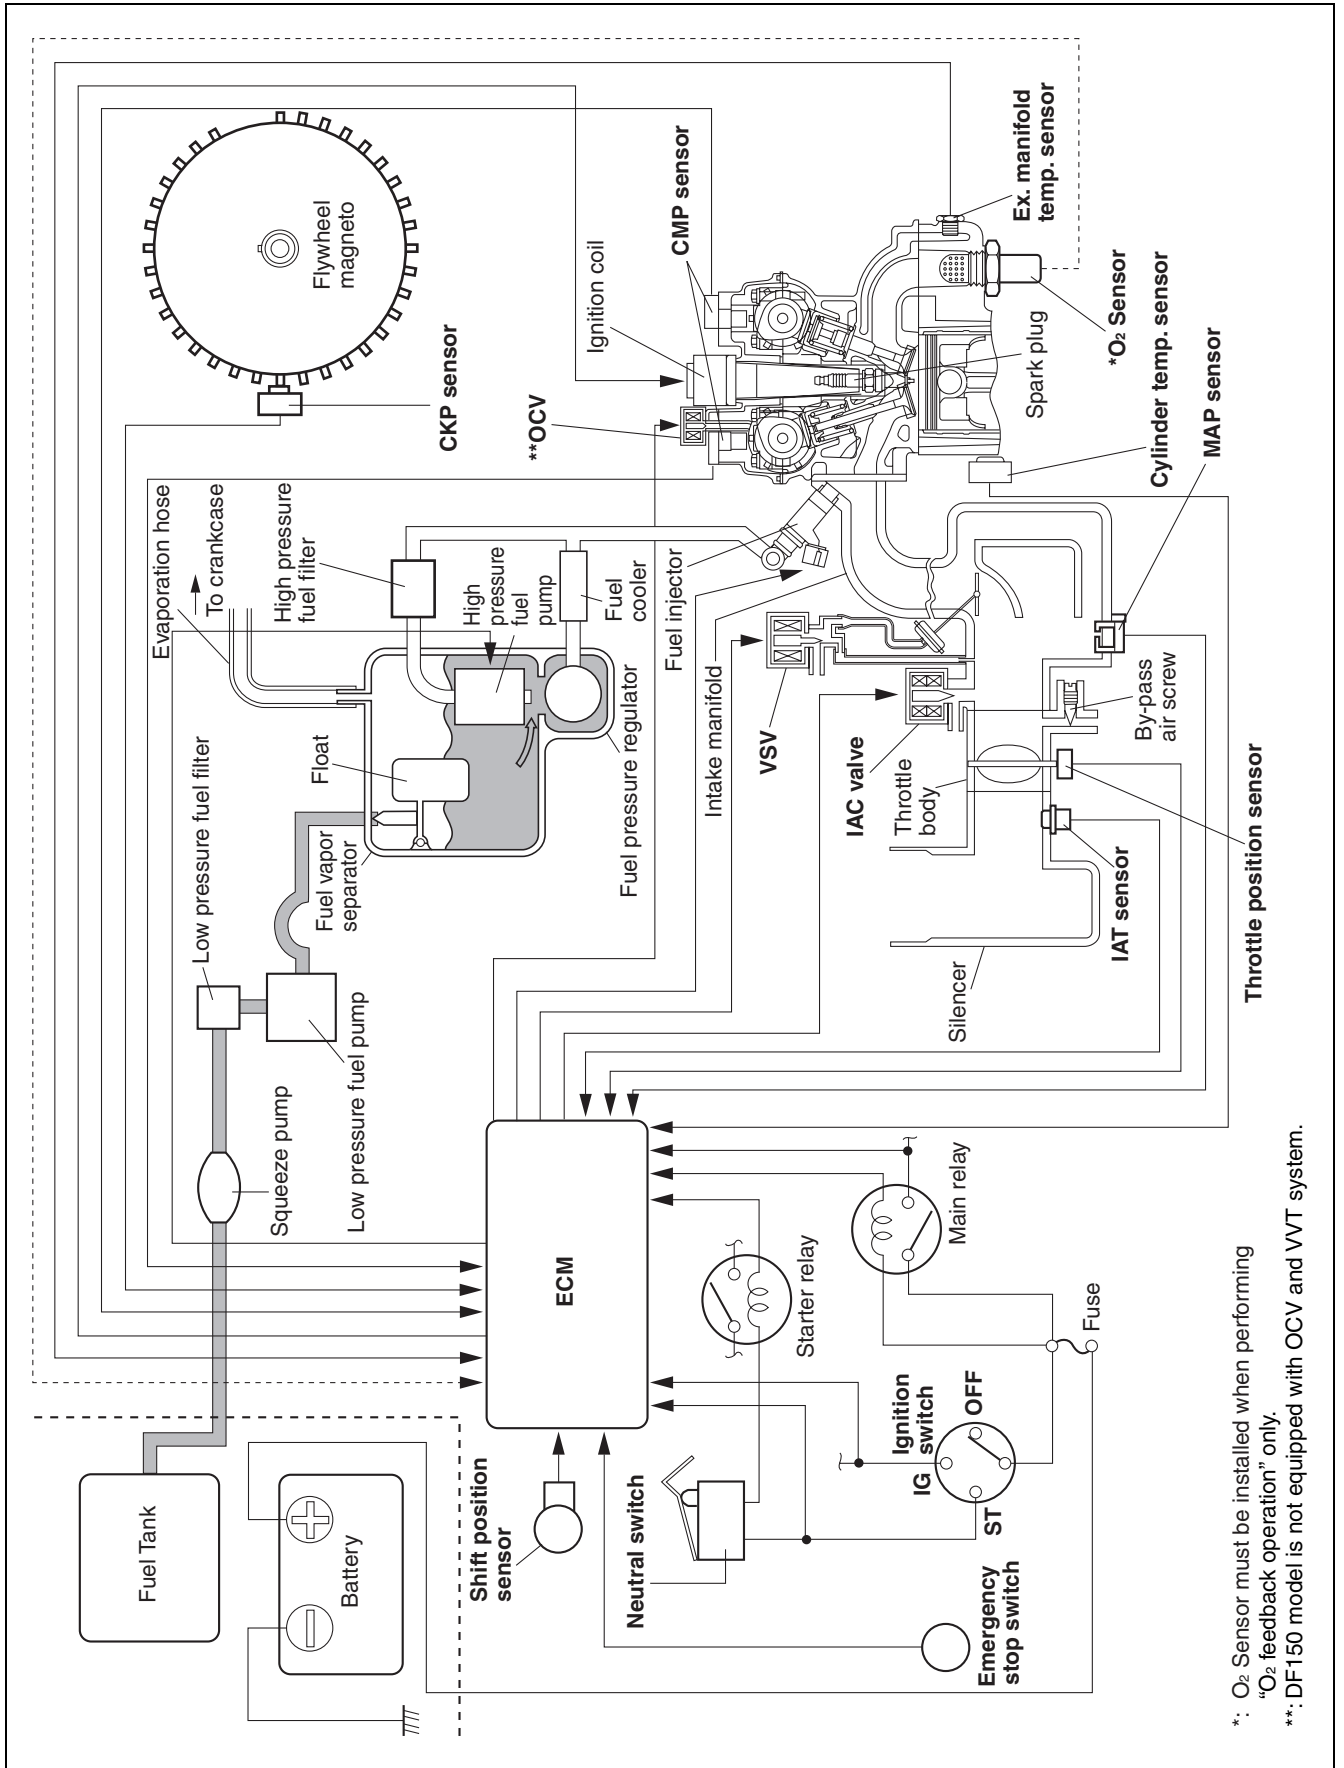 Flywheel
magneto
CKP sensor
Ignition coil
CMP sensor
Ex. manifold
temp. sensor
*O2 Sensor
Cylinder temp. sensor
MAP sensor
Spark plug
**OCV
Evaporation hose
To crankcase
High pressure
fuel filter
High
pressure
fuel
pump
Fuel
cooler
Fuel injector
Intake manifold
VSV
IAC valve
Throttle
body
By-pass
air screw
Throttle position sensor
IAT sensor
Silencer
Low pressure fuel filter
Float
Fuel vapor
separator
Fuel pressure regulator
Low pressure fuel pump
Squeeze pump
ECM
Main relay
Starter relay
Fuse
Ignition
switch
OFF
IG
ST
Neutral switch
Shift position
sensor
Emergency
stop switch
Fuel Tank
Battery
*: O2 Sensor must be installed when performing
“O2 feedback operation” only.
**: DF150 model is not equipped with OCV and VVT system.